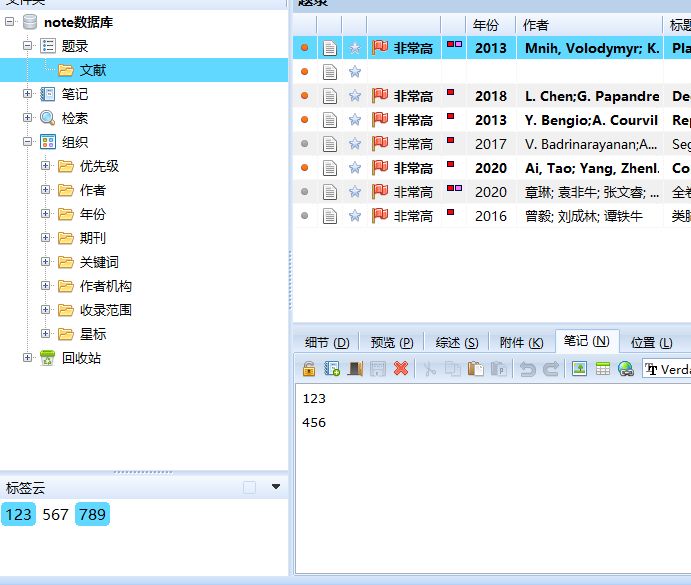 note数据库
题录
文献
笔记
检索
组织
优先级
作者
年份
期刊
关键词
作者机构
收录范围
星标
回收站
标签云
123 567 789
题录
年份 作者 标题
非常高 2013 Mnih, Volodymyr; K. Pla
非常高 2018 L. Chen;G. Papandre De
非常高 2013 Y. Bengio;A. Courvil Rep
非常高 2017 V. Badrinarayanan;A... Seg
非常高 2020 Ai, Tao; Yang, Zhenl. Co
非常高 2020 章琳; 袁非牛; 张文睿; ... 全卷
非常高 2016 曾毅; 刘成林; 谭铁牛 类脑
细节 (D) 预览 (P) 综述 (S) 附件 (K) 笔记 (N) 位置 (L)
Verda
123
456